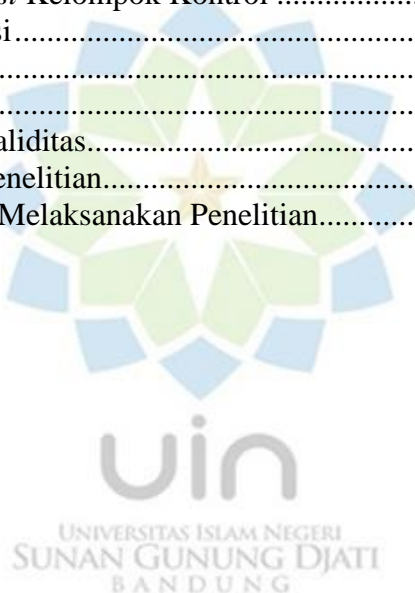 Kelompok Kontrol ...................
si.......................................................
.........................................................
.........................................................
aliditas.............................................
enelitian...........................................
Melaksanakan Penelitian..............
uin
UNIVERSITAS ISLAM NEGERI
SUNAN GUNUNG DJATI
BANDUNG